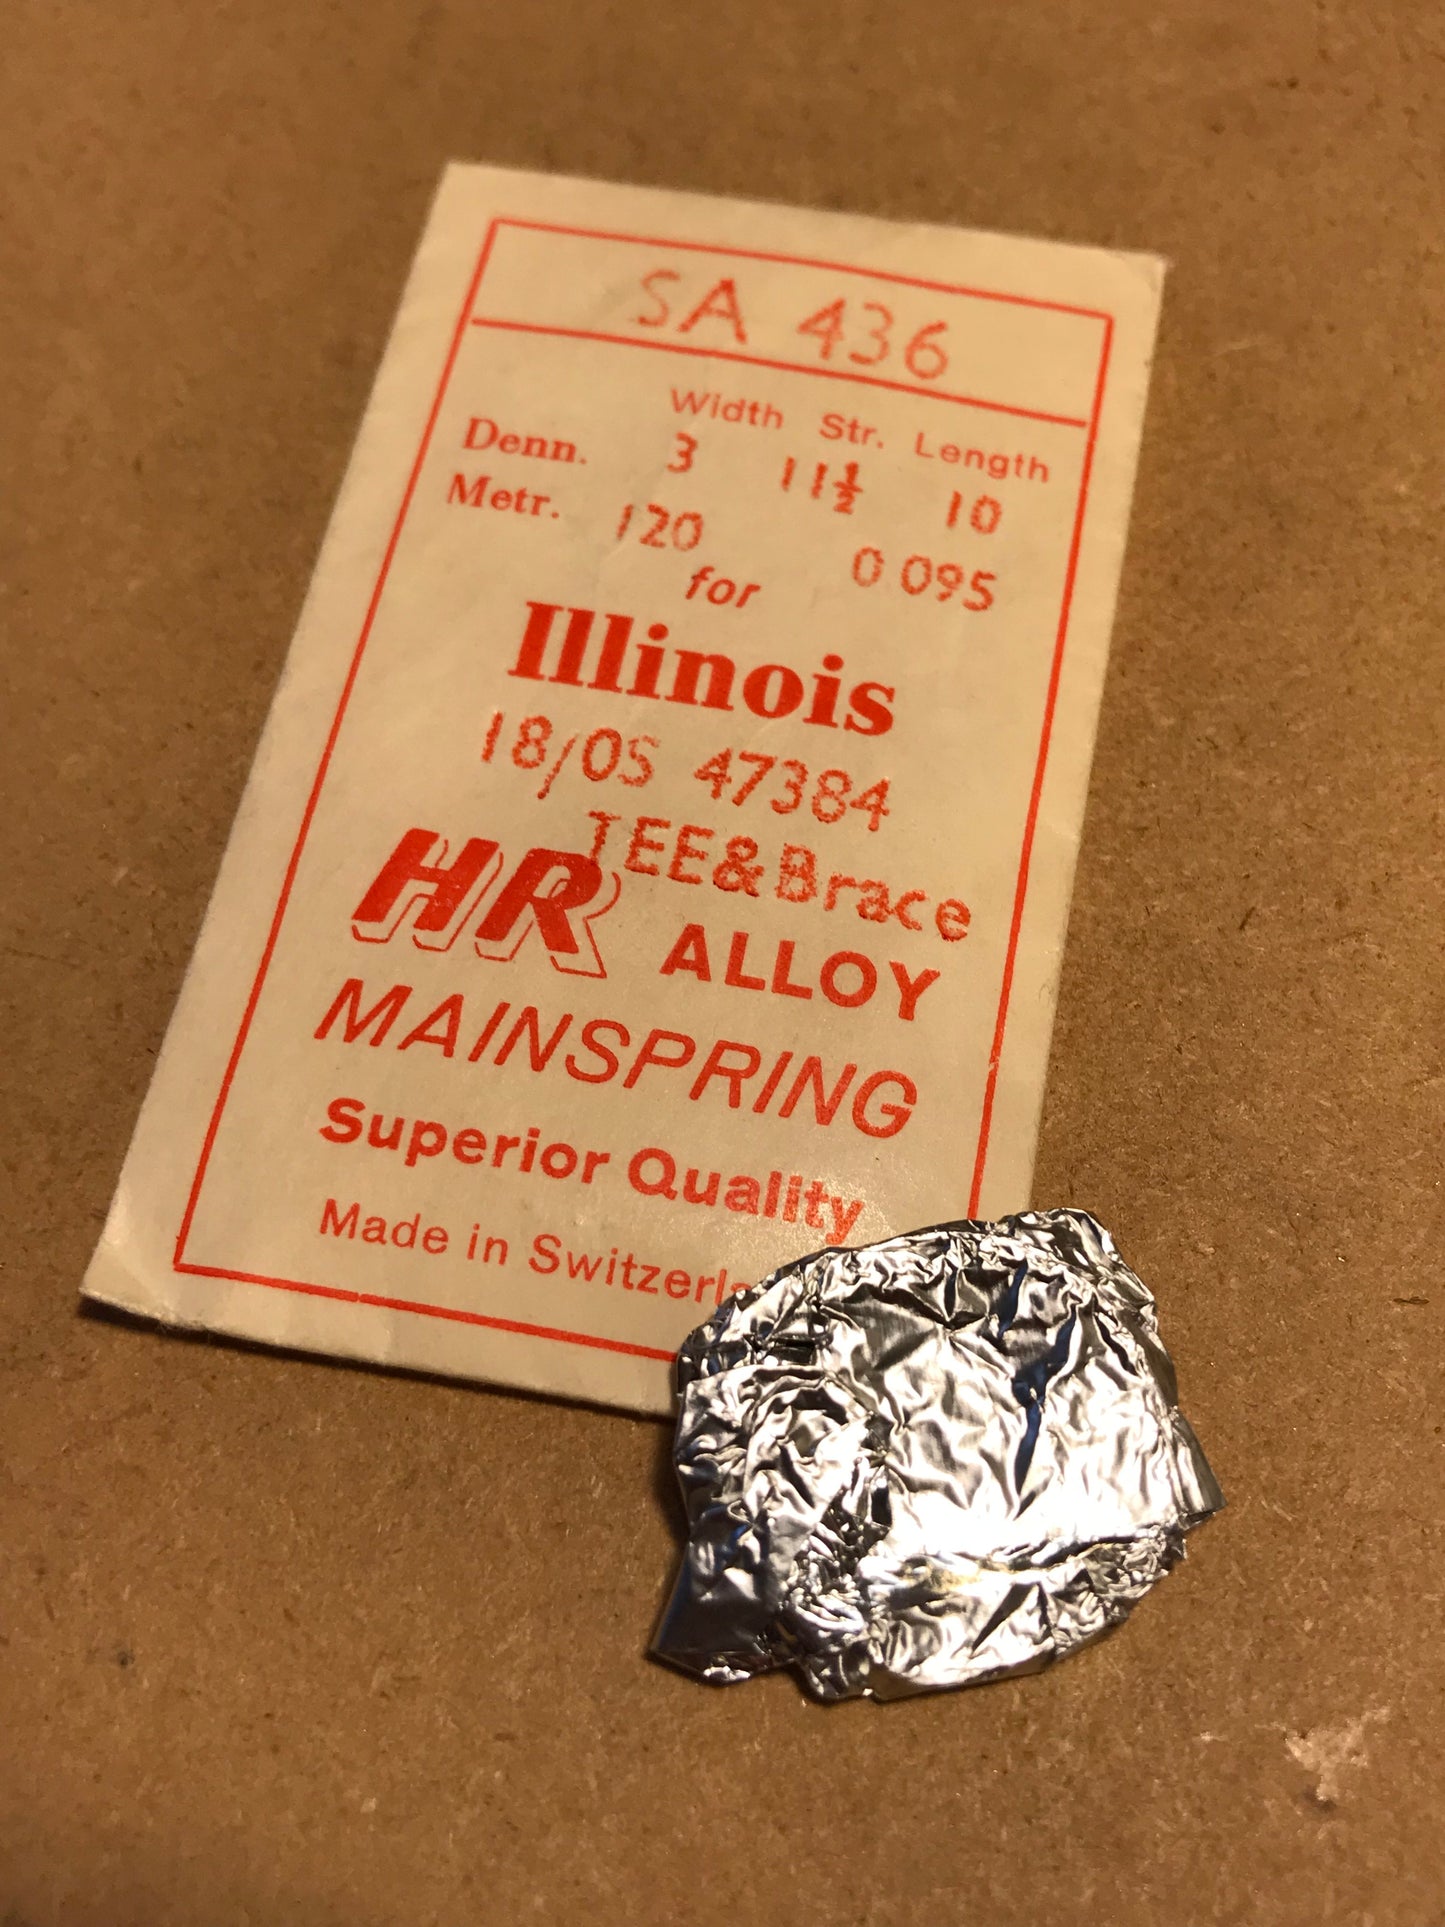 SA 436
Width Str. Length
Denn. 3 11½ 10
Metr. 120 0 095
for
Illinois
18/0S 47384
TEE&Brace
HR ALLOY
MAINSPRING
Superior Quality
Made in